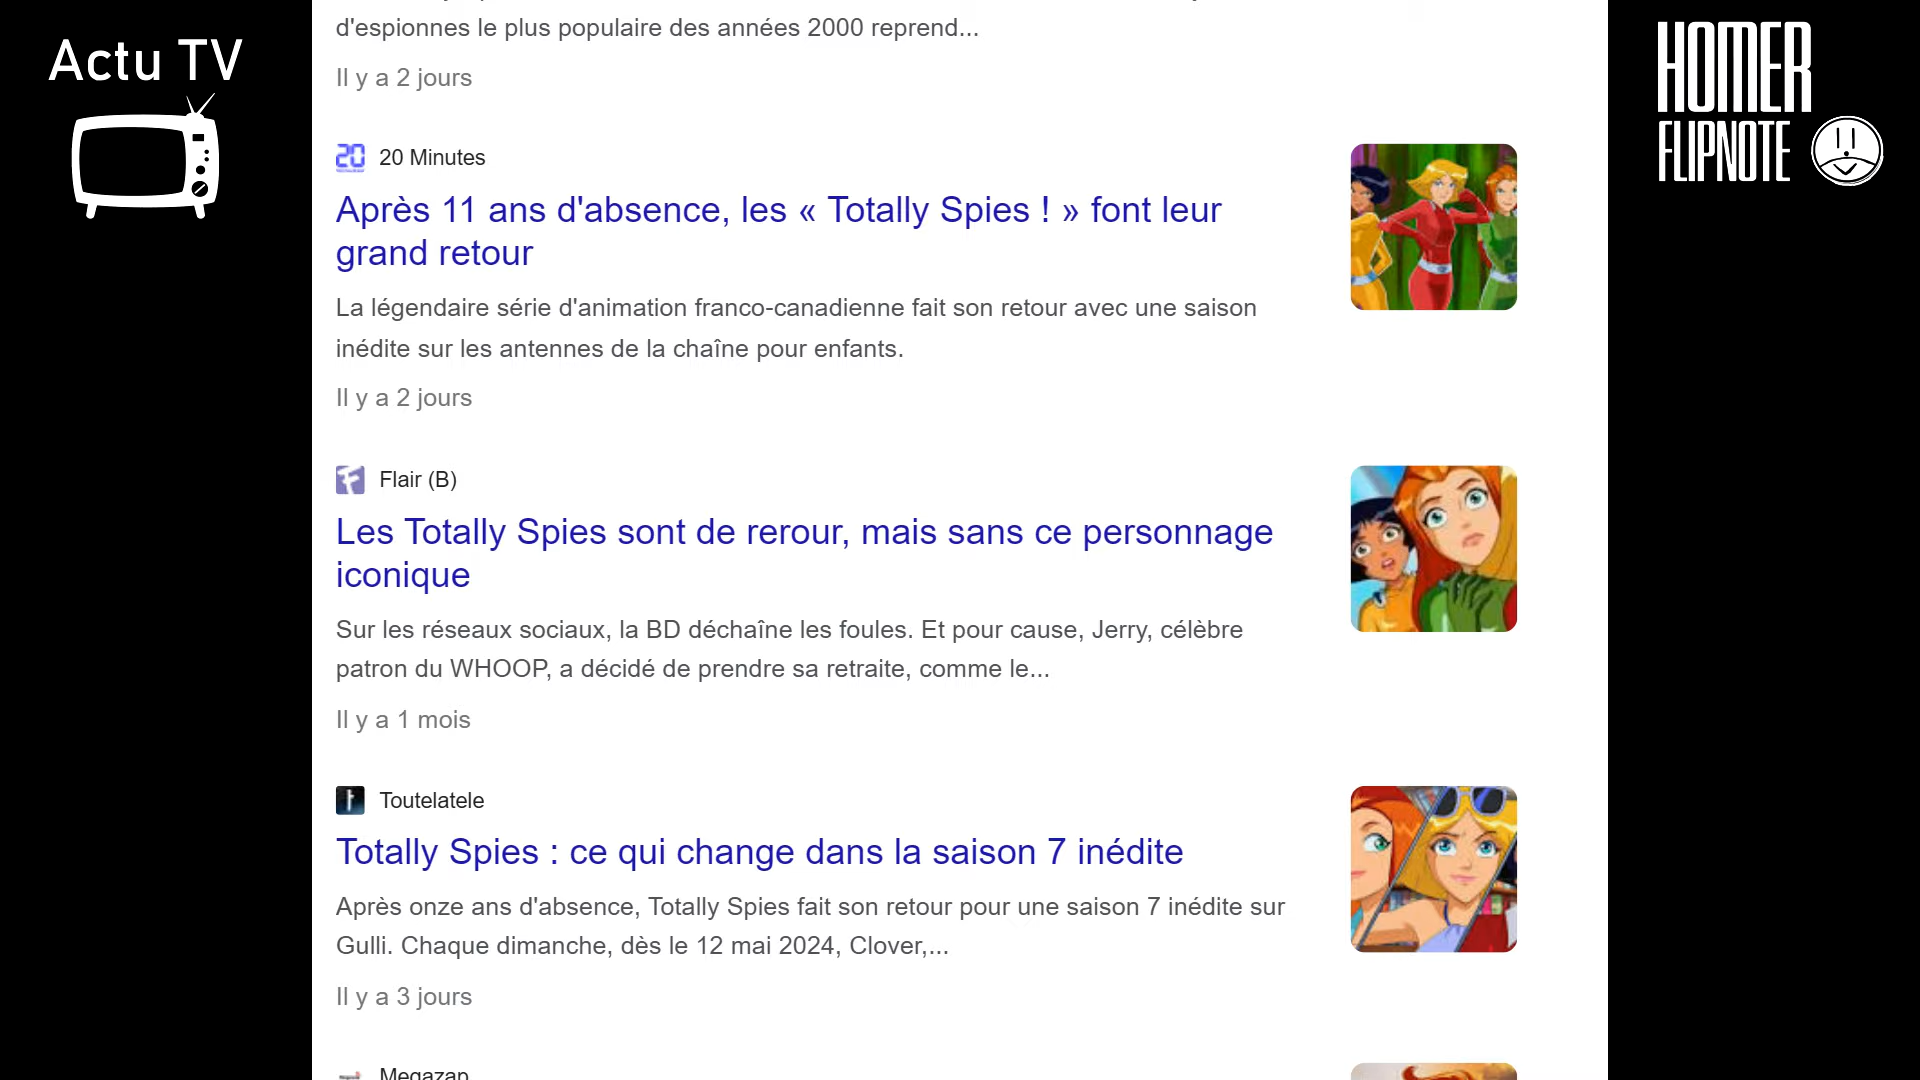 d'espionnes le plus populaire des années 2000 reprend...
Il y a 2 jours
Actu TV
HOMER
FLIPNOTE
20 Minutes
Après 11 ans d'absence, les « Totally Spies ! » font leur
grand retour
La légendaire série d'animation franco-canadienne fait son retour avec une saison
inédite sur les antennes de la chaîne pour enfants.
Il y a 2 jours
Flair (B)
Les Totally Spies sont de rerour, mais sans ce personnage
iconique
Sur les réseaux sociaux, la BD déchaîne les foules. Et pour cause, Jerry, célèbre
patron du WHOOP, a décidé de prendre sa retraite, comme le...
Il y a 1 mois
Toutelatele
Totally Spies : ce qui change dans la saison 7 inédite
Après onze ans d'absence, Totally Spies fait son retour pour une saison 7 inédite sur
Gulli. Chaque dimanche, dès le 12 mai 2024, Clover,...
Il y a 3 jours
Megazap